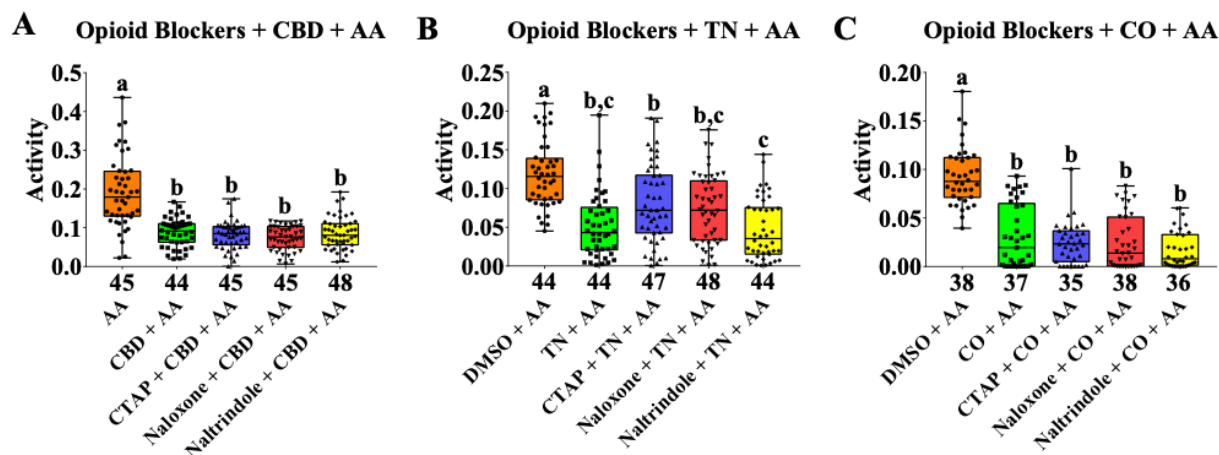 A Opioid Blockers + CBD + AA
Activity
0.5
0.4
0.3
0.2
0.1
0.0
a
b
b
b
b
45 44 45 45 48
AA
CBD + AA
CTAP + CBD + AA
Naloxone + CBD + AA
Naltrindole + CBD + AA
B Opioid Blockers + TN + AA
Activity
0.25
0.20
0.15
0.10
0.05
0.00
a
b,c
b
b,c
c
44 44 47 48 44
DMSO + AA
TN + AA
CTAP + TN + AA
Naloxone + TN + AA
Naltrindole + TN + AA
C Opioid Blockers + CO + AA
Activity
0.20
0.15
0.10
0.05
0.00
a
b
b
b
b
38 37 35 38 36
DMSO + AA
CO + AA
CTAP + CO + AA
Naloxone + CO + AA
Naltrindole + CO + AA